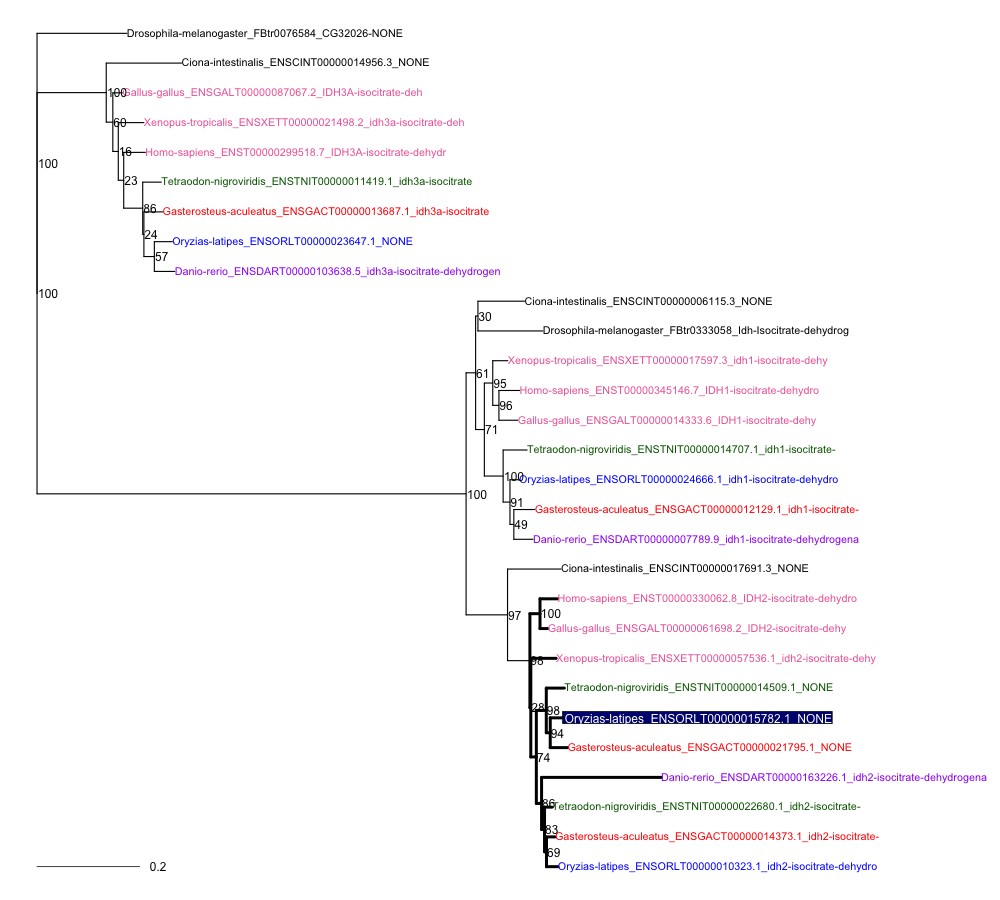 Drosophila-melanogaster_FBtr0076584_CG32026-NONE
Ciona-intestinalis_ENSCINT00000014956.3_NONE
100
Gallus-gallus_ENSGALT00000087067.2_IDH3A-isocitrate-deh
60
Xenopus-tropicalis_ENSXETT00000021498.2_idh3a-isocitrate-deh
16
Homo-sapiens_ENST00000299518.7_IDH3A-isocitrate-dehydr
100
23
Tetraodon-nigroviridis_ENSTNIT00000011419.1_idh3a-isocitrate
86
Gasterosteus-aculeatus_ENSGACT00000013687.1_idh3a-isocitrate
24
Oryzias-latipes_ENSORLT00000023647.1_NONE
57
Danio-rerio_ENSDART00000103638.5_idh3a-isocitrate-dehydrogen
100
Ciona-intestinalis_ENSCINT00000006115.3_NONE
30
Drosophila-melanogaster_FBtr0333058_Idh-Isocitrate-dehydrog
Xenopus-tropicalis_ENSXETT00000017597.3_idh1-isocitrate-dehy
61
95
Homo-sapiens_ENST00000345146.7_IDH1-isocitrate-dehydro
96
Gallus-gallus_ENSGALT00000014333.6_IDH1-isocitrate-dehy
71
Tetraodon-nigroviridis_ENSTNIT00000014707.1_idh1-isocitrate-
100
Oryzias-latipes_ENSORLT00000024666.1_idh1-isocitrate-dehydro
100
91
Gasterosteus-aculeatus_ENSGACT00000012129.1_idh1-isocitrate-
49
Danio-rerio_ENSDART00000007789.9_idh1-isocitrate-dehydrogena
Ciona-intestinalis_ENSCINT00000017691.3_NONE
Homo-sapiens_ENST00000330062.8_IDH2-isocitrate-dehydro
97
100
Gallus-gallus_ENSGALT00000061698.2_IDH2-isocitrate-dehy
98
Xenopus-tropicalis_ENSXETT00000057536.1_idh2-isocitrate-dehy
Tetraodon-nigroviridis_ENSTNIT00000014509.1_NONE
28
98
Oryzias-latipes_ENSORLT00000015782.1_NONE
94
Gasterosteus-aculeatus_ENSGACT00000021795.1_NONE
74
Danio-rerio_ENSDART00000163226.1_idh2-isocitrate-dehydrogena
86
Tetraodon-nigroviridis_ENSTNIT00000022680.1_idh2-isocitrate-
83
Gasterosteus-aculeatus_ENSGACT00000014373.1_idh2-isocitrate-
69
Oryzias-latipes_ENSORLT00000010323.1_idh2-isocitrate-dehydro
0.2